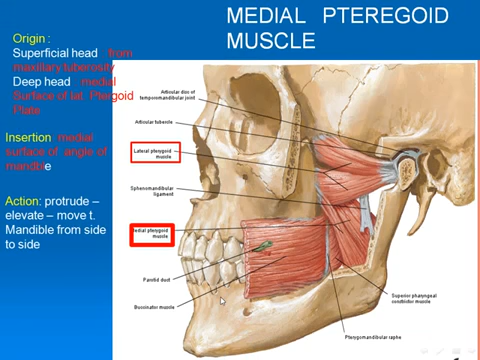 MEDIAL PTEREGOID
MUSCLE
Origin :
Superficial head from
maxillary tuberosity
Deep head medial
Surface of lat Ptergoid
Plate
Insertion medial
surface of angle of
mandble
Action: protrude –
elevate – move t.
Mandible from side
to side
Articular disc of
temporomandibular joint
Articular tubercle
Lateral pterygoid
muscle
Sphenomandibular
ligament
Medial pterygoid
muscle
Parotid duct
Buccinator muscle
Superior pharyngeal
constrictor muscle
Pterygomandibular raphe